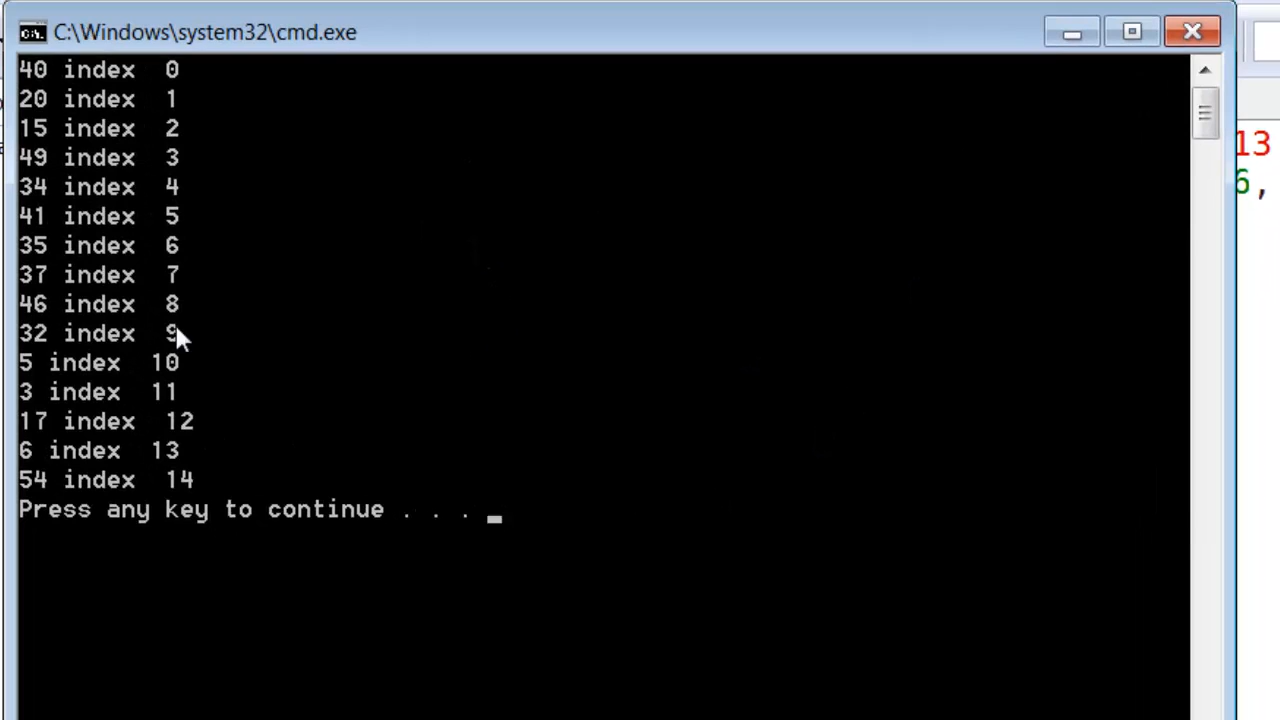 C:\Windows\system32\cmd.exe
40 index  0
20 index  1
15 index  2
49 index  3
34 index  4
41 index  5
35 index  6
37 index  7
46 index  8
32 index  9
5 index  10
3 index  11
17 index  12
6 index  13
54 index  14
Press any key to continue . . . _
13
6,